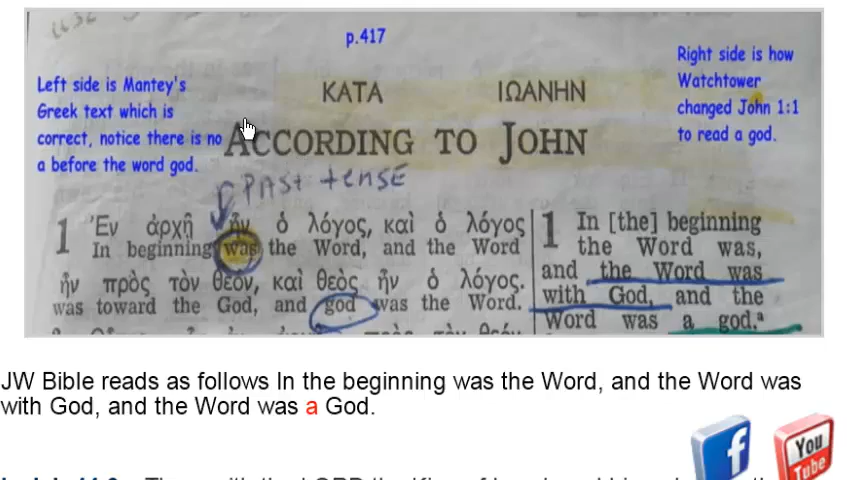 p.417
Left side is Mantey's
Greek text which is
correct, notice there is no
a before the word god.
Right side is how
Watchtower
changed John 1:1
to read a god.
ΚΑΤΑ ΙΩΑΝΗΝ
ACCORDING TO JOHN
PAST tENSE
1 Ἐν ἀρχῇ ἦν ὁ λόγος, καὶ ὁ λόγος
In beginning was the Word, and the Word
ἦν πρὸς τὸν θεόν, καὶ θεὸς ἦν ὁ λόγος.
was toward the God, and god was the Word.
1 In [the] beginning
the Word was,
and the Word was
with God, and the
Word was a god.ª
JW Bible reads as follows In the beginning was the Word, and the Word was
with God, and the Word was a God.
f
You
Tube